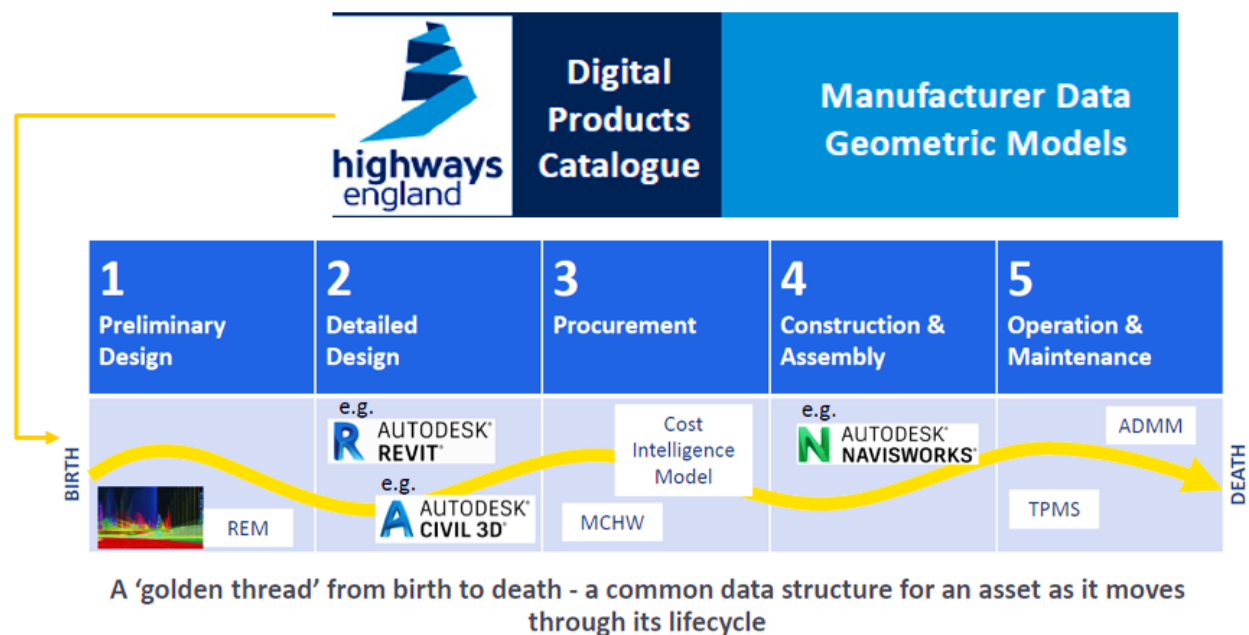 highways
england
Digital
Products
Catalogue
Manufacturer Data
Geometric Models
1
Preliminary
Design
2
Detailed
Design
3
Procurement
4
Construction &
Assembly
5
Operation &
Maintenance
BIRTH
REM
e.g.
R AUTODESK®
REVIT®
e.g.
A AUTODESK®
CIVIL 3D®
Cost
Intelligence
Model
MCHW
e.g.
N AUTODESK®
NAVISWORKS®
ADMM
TPMS
DEATH
A ‘golden thread’ from birth to death - a common data structure for an asset as it moves
through its lifecycle